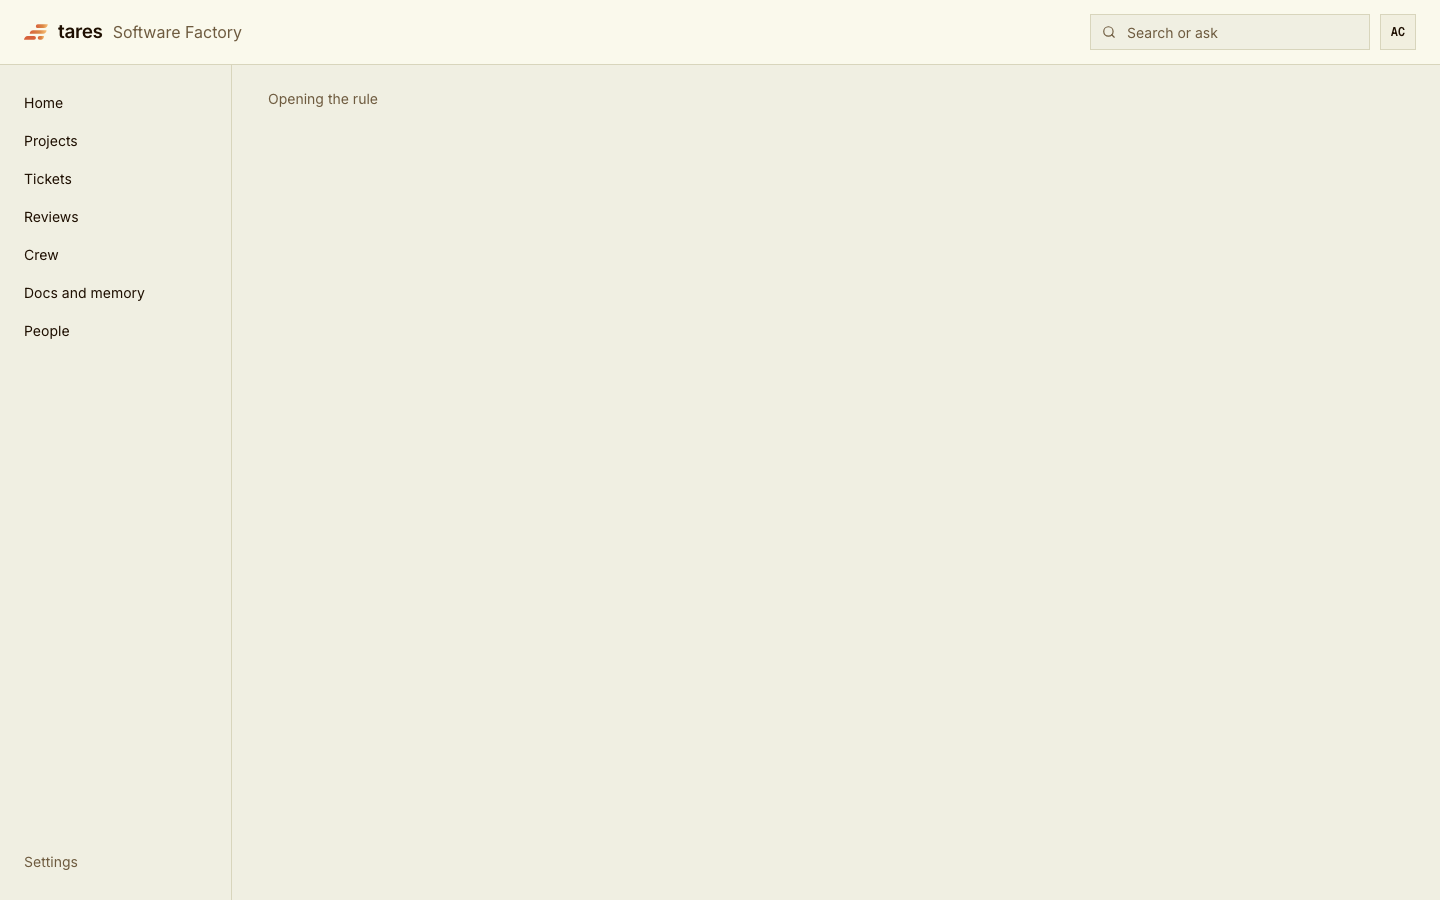 tares Software Factory
Search or ask
AC
Home
Projects
Tickets
Reviews
Crew
Docs and memory
People
Settings
Opening the rule